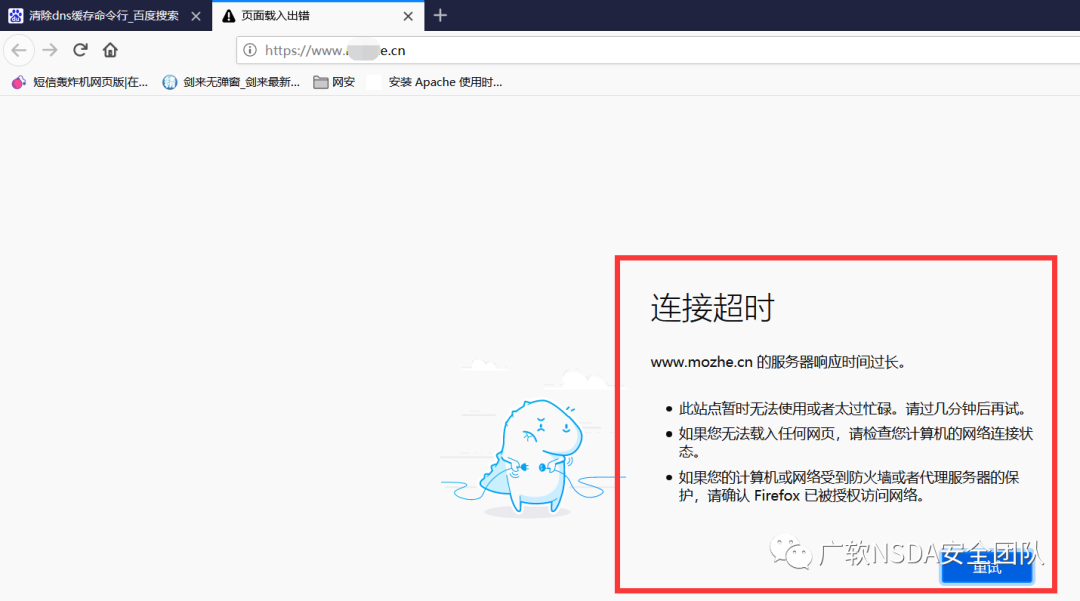 清除dns缓存命令行_百度搜索
页面载入出错
https://www.
e.cn
短信轰炸机网页版|在...
剑来无弹窗_剑来最新...
网安
安装 Apache 使用时...
连接超时
www.mozhe.cn 的服务器响应时间过长。
此站点暂时无法使用或者太过忙碌。请过几分钟后再试。
如果您无法载入任何网页，请检查您计算机的网络连接状
态。
如果您的计算机或网络受到防火墙或者代理服务器的保
护，请确认 Firefox 已被授权访问网络。
广软NSDA安全团队
重试